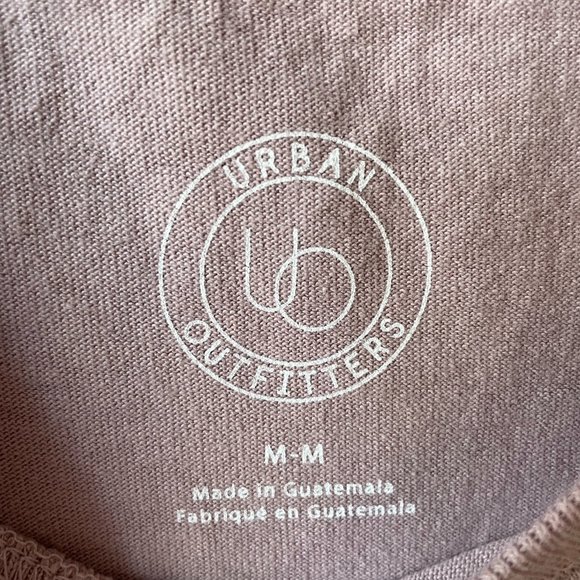 URBAN
UO
OUTFITTERS
M-M
Made in Guatemala
Fabriqué en Guatemala